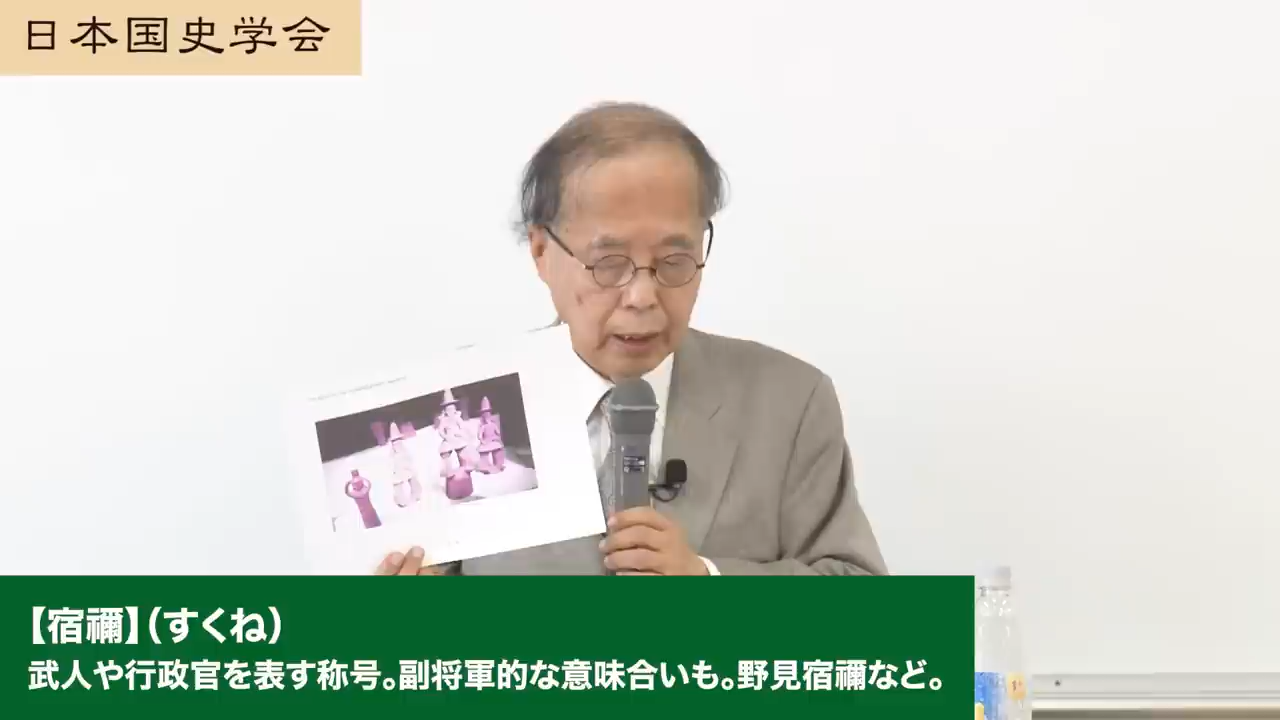 日本国史学会
【宿禰】(すくね)
武人や行政官を表す称号。副将軍的な意味合いも。野見宿禰など。